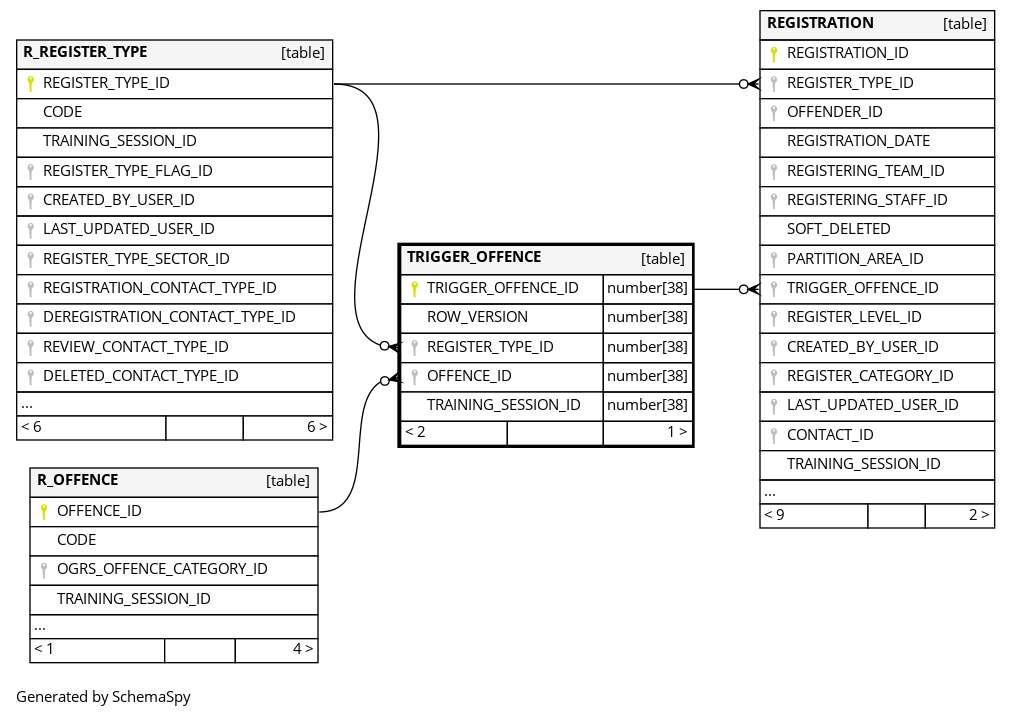 R_REGISTER_TYPE [table]
REGISTER_TYPE_ID
CODE
TRAINING_SESSION_ID
REGISTER_TYPE_FLAG_ID
CREATED_BY_USER_ID
LAST_UPDATED_USER_ID
REGISTER_TYPE_SECTOR_ID
REGISTRATION_CONTACT_TYPE_ID
DEREGISTRATION_CONTACT_TYPE_ID
REVIEW_CONTACT_TYPE_ID
DELETED_CONTACT_TYPE_ID
...
< 6 6 >
R_OFFENCE [table]
OFFENCE_ID
CODE
OGRS_OFFENCE_CATEGORY_ID
TRAINING_SESSION_ID
...
< 1 4 >
TRIGGER_OFFENCE [table]
TRIGGER_OFFENCE_ID number[38]
ROW_VERSION number[38]
REGISTER_TYPE_ID number[38]
OFFENCE_ID number[38]
TRAINING_SESSION_ID number[38]
< 2 1 >
REGISTRATION [table]
REGISTRATION_ID
REGISTER_TYPE_ID
OFFENDER_ID
REGISTRATION_DATE
REGISTERING_TEAM_ID
REGISTERING_STAFF_ID
SOFT_DELETED
PARTITION_AREA_ID
TRIGGER_OFFENCE_ID
REGISTER_LEVEL_ID
CREATED_BY_USER_ID
REGISTER_CATEGORY_ID
LAST_UPDATED_USER_ID
CONTACT_ID
TRAINING_SESSION_ID
...
< 9 2 >
Generated by SchemaSpy